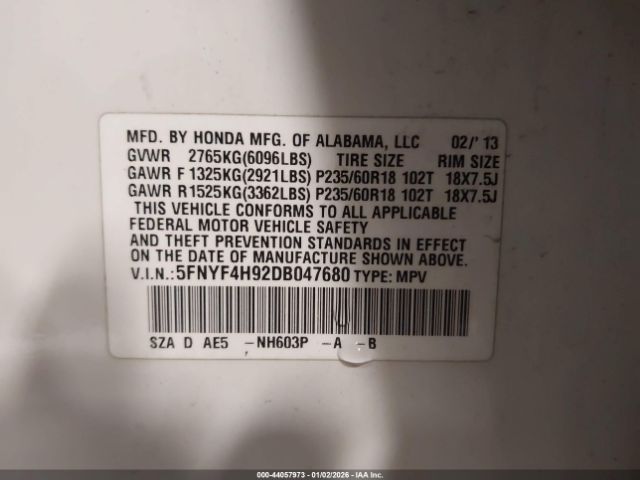 MFD. BY HONDA MFG. OF ALABAMA, LLC 02/'13
GVWR 2765KG(6096LBS) TIRE SIZE RIM SIZE
GAWR F 1325KG(2921LBS) P235/60R18 102T 18X7.5J
GAWR R 1525KG(3362LBS) P235/60R18 102T 18X7.5J
THIS VEHICLE CONFORMS TO ALL APPLICABLE
FEDERAL MOTOR VEHICLE SAFETY
AND THEFT PREVENTION STANDARDS IN EFFECT
ON THE DATE OF MANUFACTURE SHOWN ABOVE.
V.I.N.: 5FNYF4H92DB047680 TYPE: MPV
SZA D AE5 -NH603P -A -B
000-44057973 - 01/02/2026 - IAA Inc.